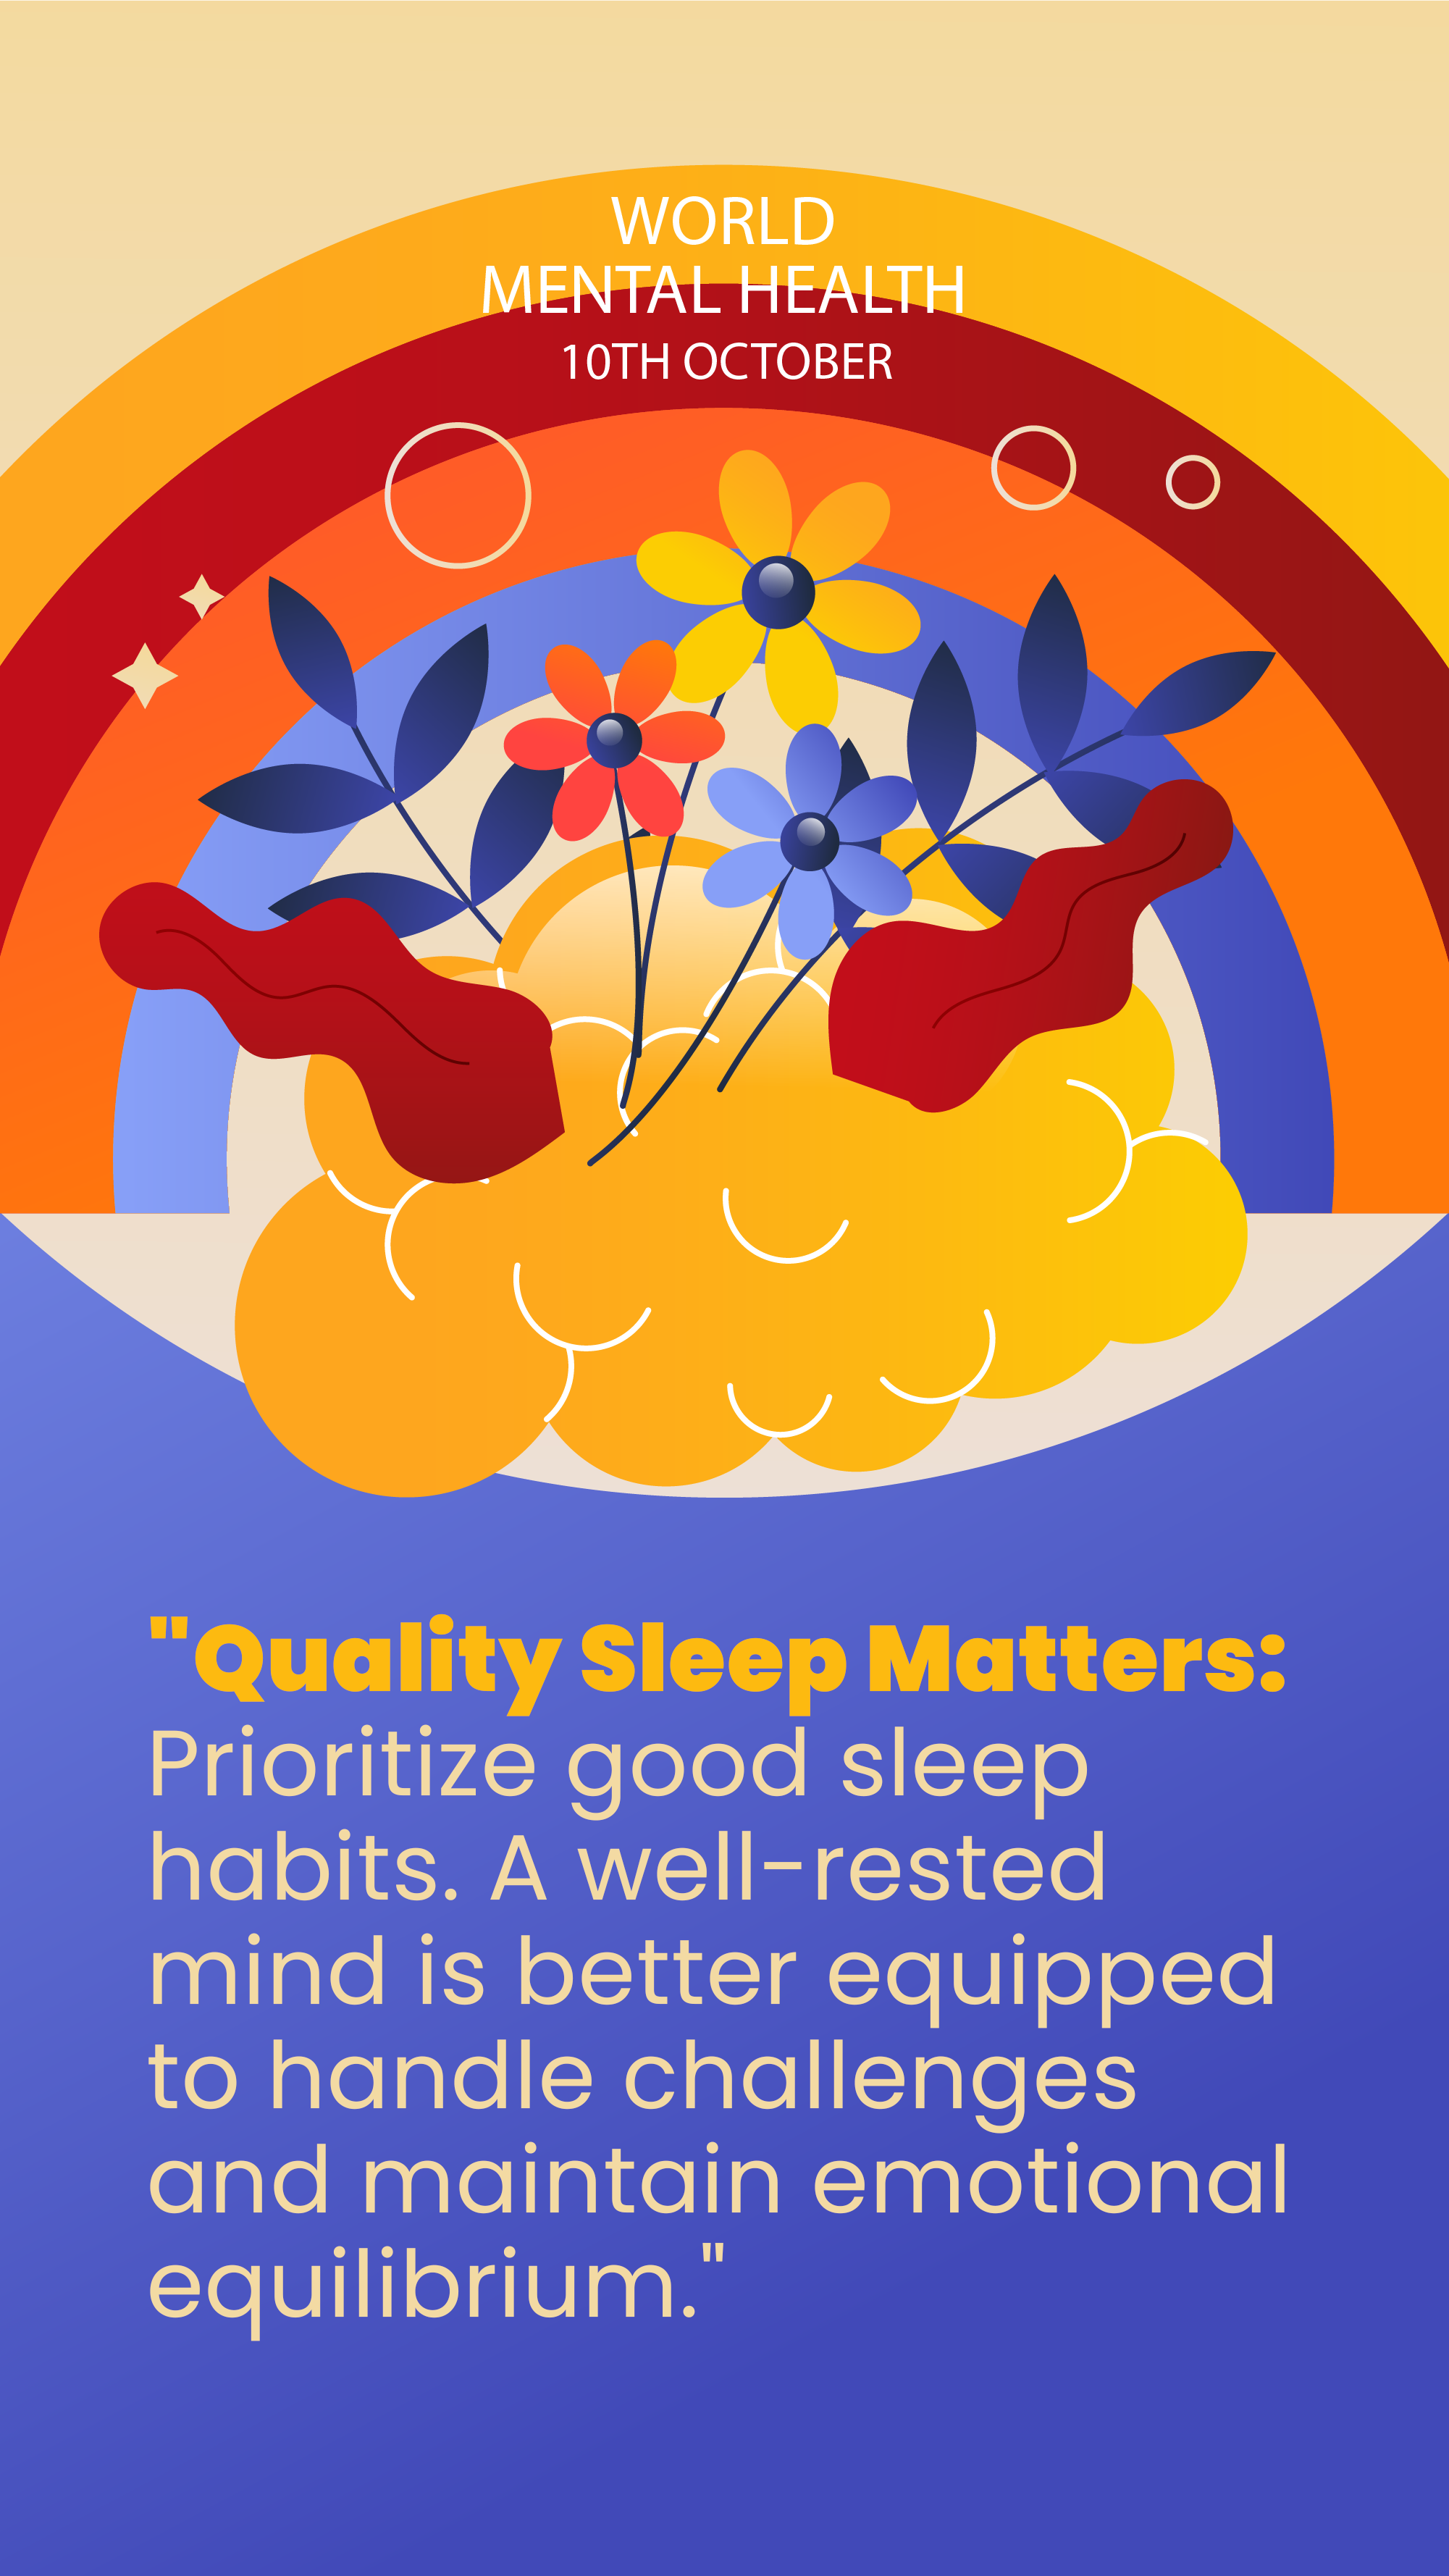 WORLD
MENTAL HEALTH
10TH OCTOBER
"Quality Sleep Matters:
Prioritize good sleep
habits. A well-rested
mind is better equipped
to handle challenges
and maintain emotional
equilibrium."